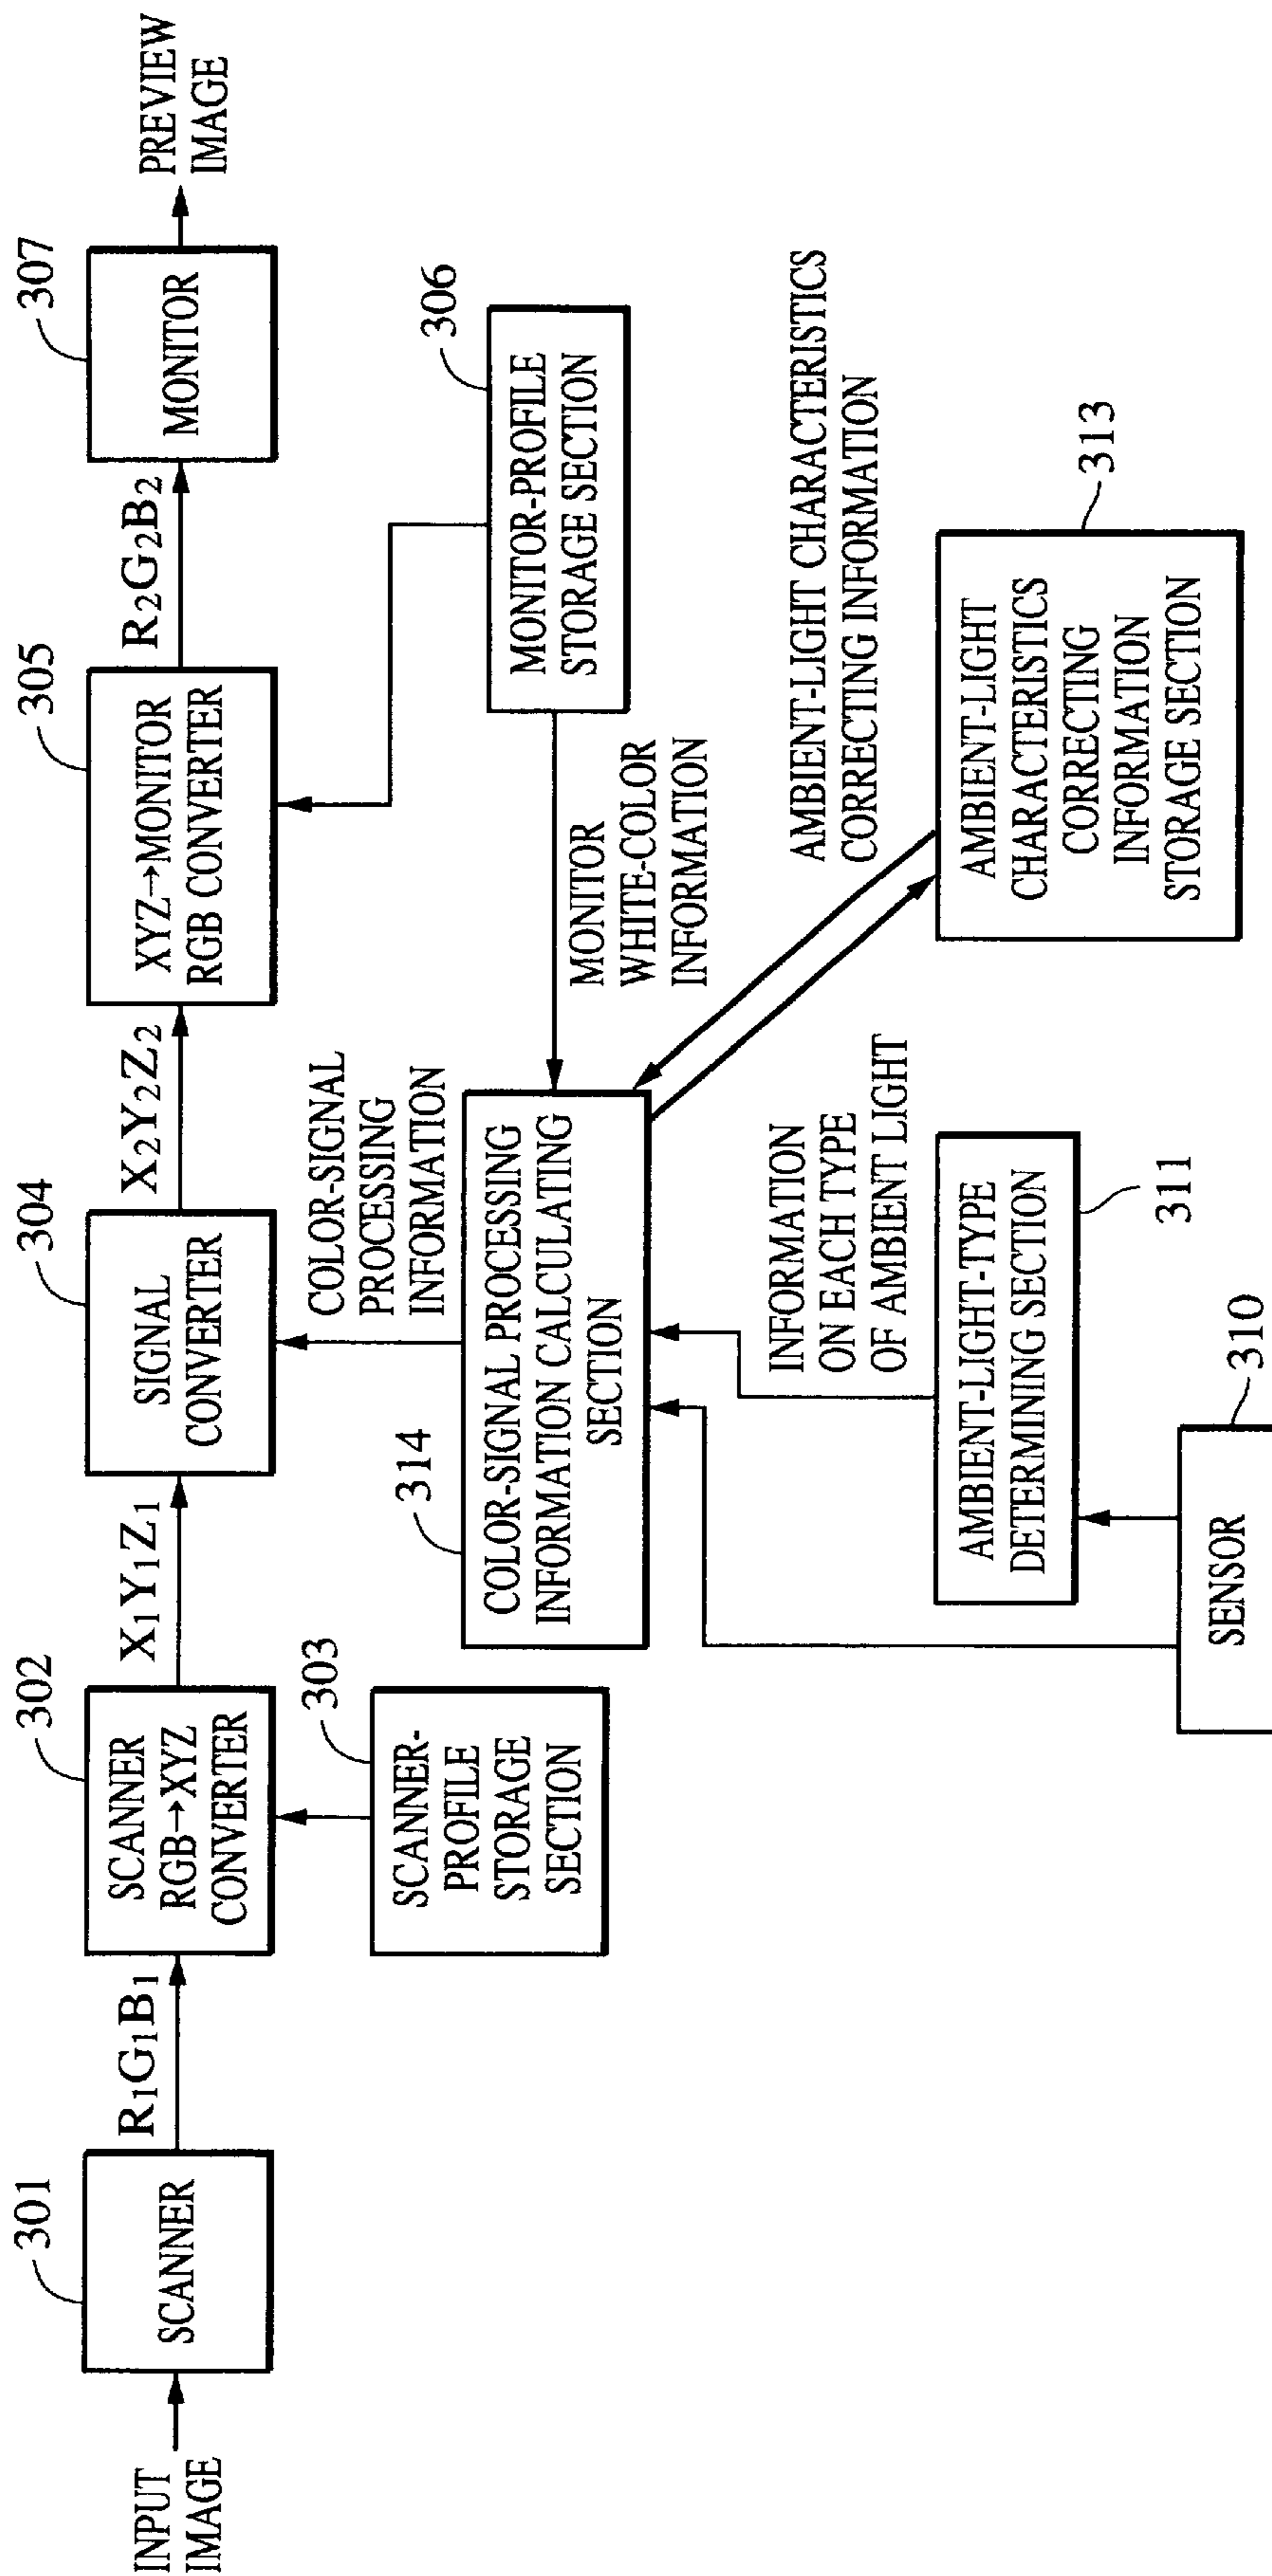 INPUT
IMAGE
301
SCANNER
R1G1B1
302
SCANNER
RGB→XYZ
CONVERTER
303
SCANNER-
PROFILE
STORAGE
SECTION
X1Y1Z1
304
SIGNAL
CONVERTER
X2Y2Z2
305
XYZ→MONITOR
RGB CONVERTER
R2G2B2
307
MONITOR
PREVIEW
IMAGE
306
MONITOR-PROFILE
STORAGE SECTION
COLOR-SIGNAL
PROCESSING
INFORMATION
MONITOR
WHITE-COLOR
INFORMATION
314
COLOR-SIGNAL PROCESSING
INFORMATION CALCULATING
SECTION
AMBIENT-LIGHT CHARACTERISTICS
CORRECTING INFORMATION
313
AMBIENT-LIGHT
CHARACTERISTICS
CORRECTING
INFORMATION
STORAGE SECTION
INFORMATION
ON EACH TYPE
OF AMBIENT LIGHT
AMBIENT-LIGHT-TYPE
DETERMINING SECTION
311
310
SENSOR